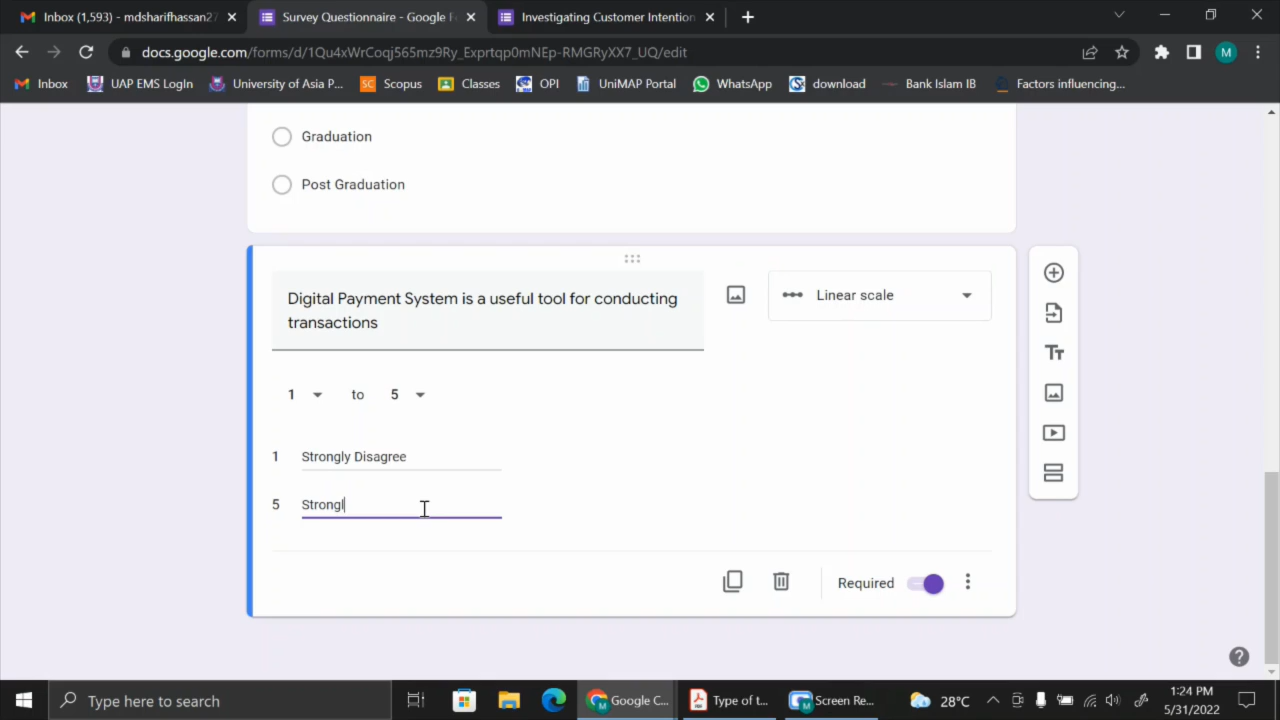 Inbox (1,593) - mdsharifhassan27
Survey Questionnaire - Google Fo
Investigating Customer Intention
docs.google.com/forms/d/1Qu4xWrCoqj565mz9Ry_Exprtqp0mNEp-RMGRyXX7_UQ/edit
M
Inbox
UAP EMS LogIn
University of Asia P...
SC
Scopus
Classes
OPI
UniMAP Portal
WhatsApp
download
Bank Islam IB
Factors influencing...
Graduation
Post Graduation
Digital Payment System is a useful tool for conducting
transactions
Linear scale
1 to 5
1 Strongly Disagree
5 Strongl
Required
Type here to search
Google C...
Type of t...
Screen Re...
28°C
1:24 PM
5/31/2022